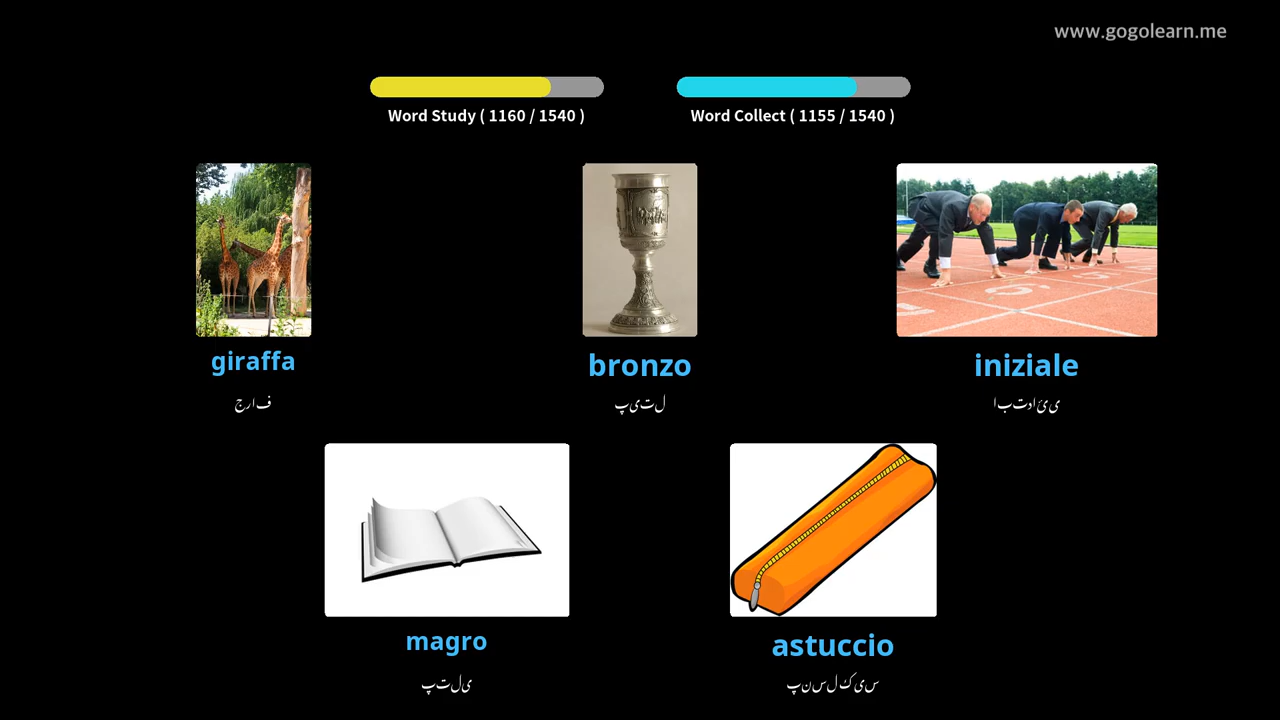 www.gogolearn.me
Word Study ( 1160 / 1540 )
Word Collect ( 1155 / 1540 )
giraffa
جراف
bronzo
پیتل
iniziale
ابتدائی
magro
پتلی
astuccio
پنسل کیس